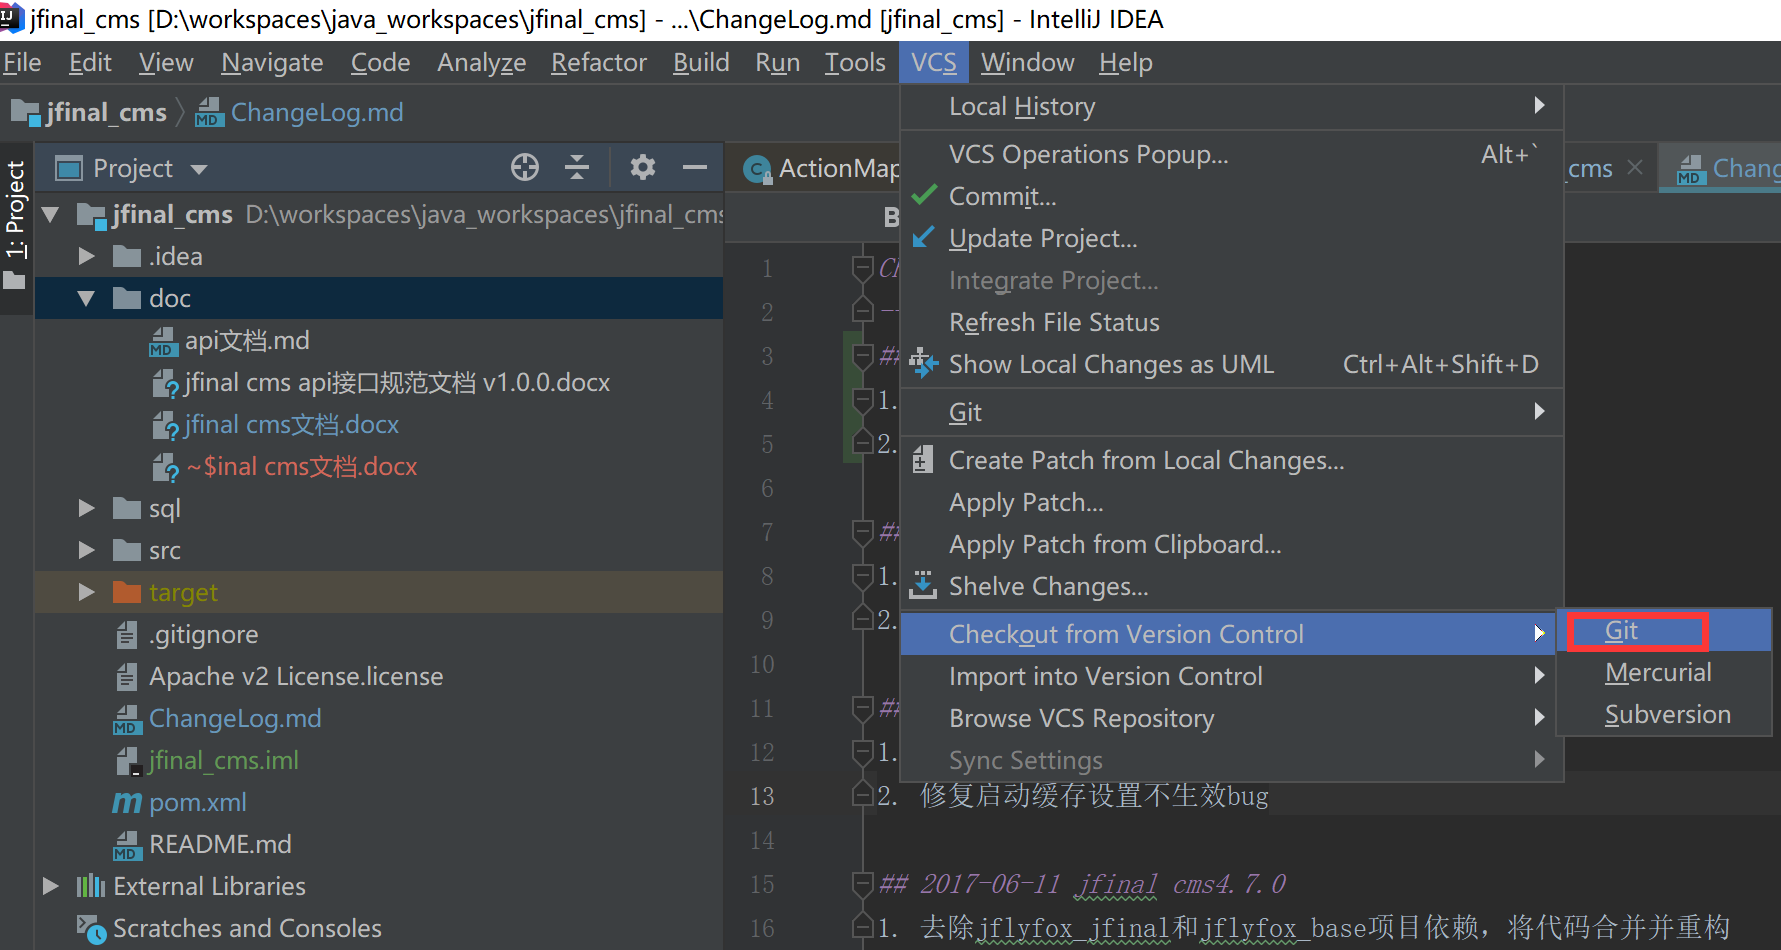 jfinal_cms [D:\workspaces\java_workspaces\jfinal_cms] - ...\ChangeLog.md [jfinal_cms] - IntelliJ IDEA
File Edit View Navigate Code Analyze Refactor Build Run Tools VCS Window Help
jfinal_cms ChangeLog.md
1: Project
Project
jfinal_cms D:\workspaces\java_workspaces\jfinal_cms
.idea
doc
api文档.md
jfinal cms api接口规范文档 v1.0.0.docx
jfinal cms文档.docx
~$inal cms文档.docx
sql
src
target
.gitignore
Apache v2 License.license
ChangeLog.md
jfinal_cms.iml
pom.xml
README.md
External Libraries
Scratches and Consoles
ActionMap
cms
Chang
B
Local History
VCS Operations Popup... Alt+`
Commit...
Update Project...
Integrate Project...
Refresh File Status
Show Local Changes as UML Ctrl+Alt+Shift+D
Git
Create Patch from Local Changes...
Apply Patch...
Apply Patch from Clipboard...
Shelve Changes...
Checkout from Version Control
Import into Version Control
Browse VCS Repository
Sync Settings
Git
Mercurial
Subversion
1 Ch
2 --
3 ##
4 1.
5 2.
6
7 ##
8 1.
9 2.
10
11 ##
12 1.
13 2. 修复启动缓存设置不生效bug
14
15 ## 2017-06-11 jfinal cms4.7.0
16 1. 去除jflyfox_jfinal和jflyfox_base项目依赖，将代码合并并重构